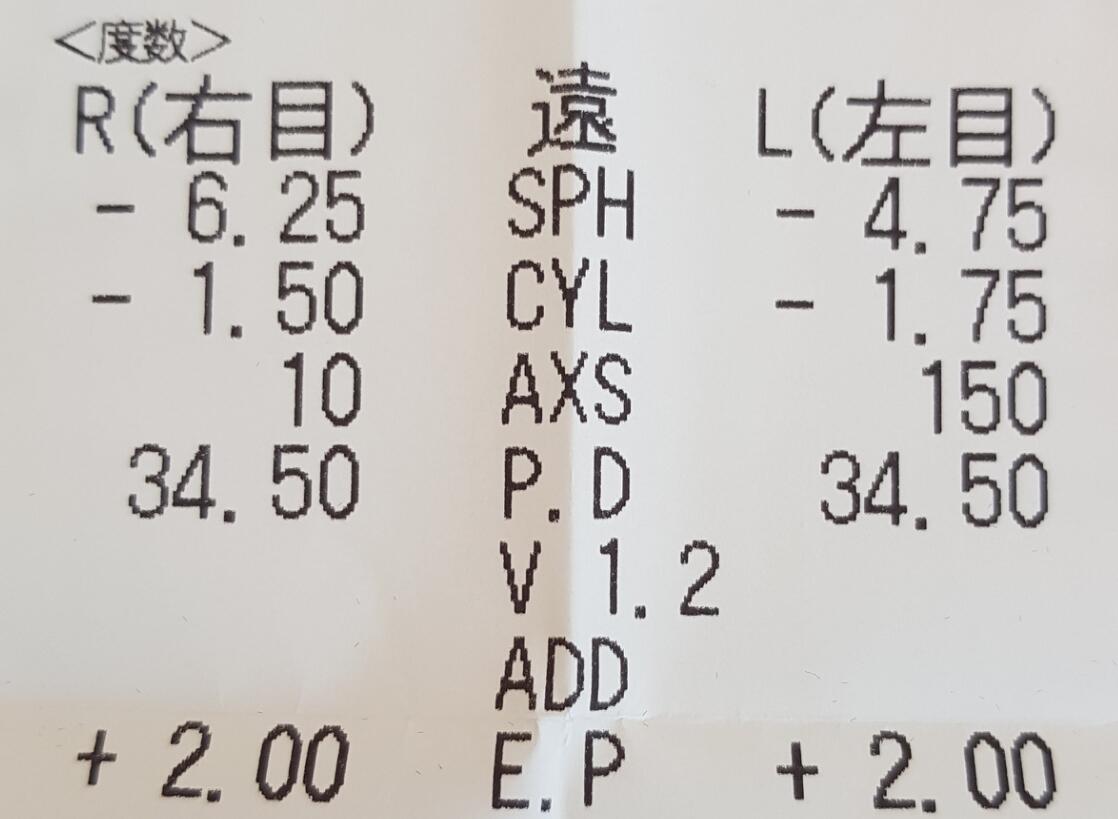 <度数>
R(右目) 遠 L(左目)
- 6.25 SPH - 4.75
- 1.50 CYL - 1.75
10 AXS 150
34.50 P.D 34.50
V 1.2
ADD
+ 2.00 E.P + 2.00